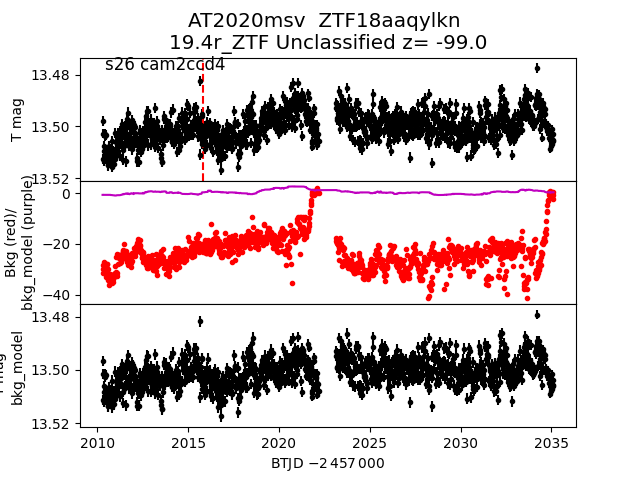 AT2020msv ZTF18aaqylkn
19.4r_ZTF Unclassified z= -99.0
s26 cam2ccd4
13.48
13.50
13.52
T mag
0
−20
−40
Bkg (red)/
bkg_model (purple)
13.48
13.50
13.52
bkg_model
2010 2015 2020 2025 2030 2035
BTJD −2 457 000